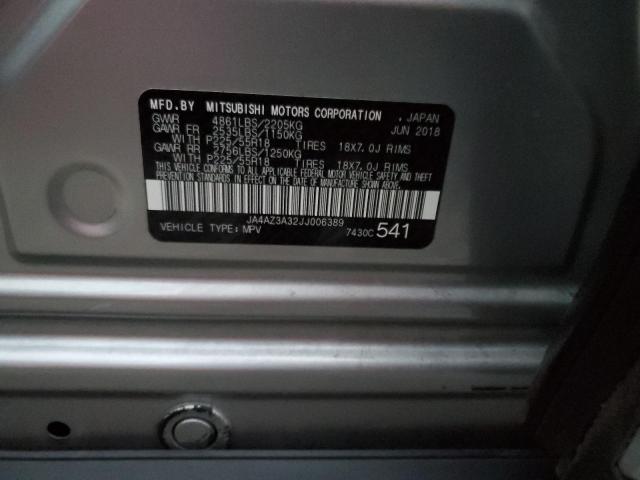 MFD.BY MITSUBISHI MOTORS CORPORATION , JAPAN
GVWR 4861LBS/2205KG JUN 2018
GAWR FR 2535LBS/1150KG
WITH P225/55R18 TIRES 18X7.0J RIMS
GAWR RR 2756LBS/1250KG
WITH P225/55R18 TIRES 18X7.0J RIMS
THIS VEHICLE CONFORMS TO ALL APPLICABLE FEDERAL MOTOR VEHICLE SAFETY, BUMPER, AND THEFT
PREVENTION STANDARDS IN EFFECT ON THE DATE OF MANUFACTURE SHOWN ABOVE.
JA4AZ3A32JJ006389
VEHICLE TYPE:MPV 7430C 541